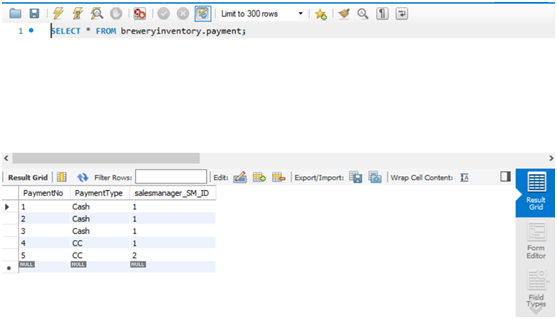 Limit to 300 rows
1 SELECT * FROM breweryinventory.payment;
Result Grid Filter Rows: Edit: Export/Import: Wrap Cell Content:
PaymentNo PaymentType salesmanager_SM_ID
1 Cash 1
2 Cash 1
3 Cash 1
4 CC 1
5 CC 2
NULL NULL NULL
Result
Grid
Form
Editor
Field
Types